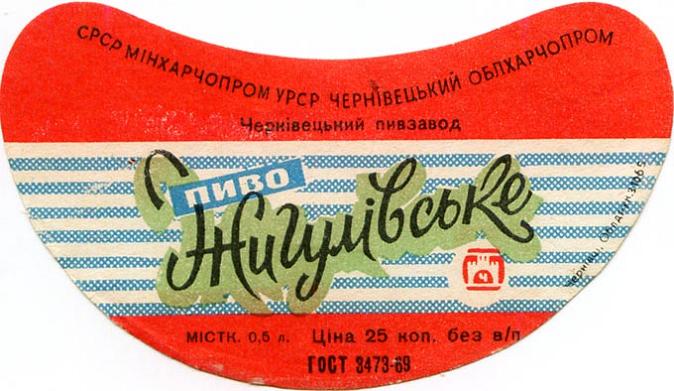 СРСР МІНХАРЧОПРОМ УРСР ЧЕРНІВЕЦЬКИЙ ОБЛХАРЧОПРОМ
Чернівецький пивзавод
ПИВО
Жигулівське
Ч
МІСТК. 0,5 л. Ціна 25 коп. без в/п
ГОСТ 3473-69